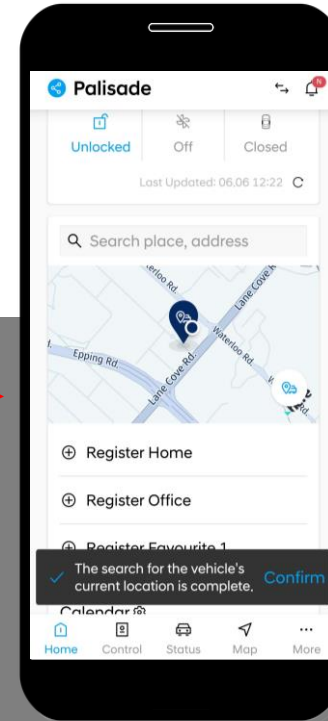 Palisade
N
Unlocked
Off
Closed
Last Updated: 06.06 12:22
Search place, address
Waterloo Rd.
Lane Cove R
Epping Rd.
Waterloo Rd.
Lane Cove Rd.
Register Home
Register Office
Register Favourite 1
The search for the vehicle's
current location is complete.
Confirm
Calendar
Home
Control
Status
Map
More